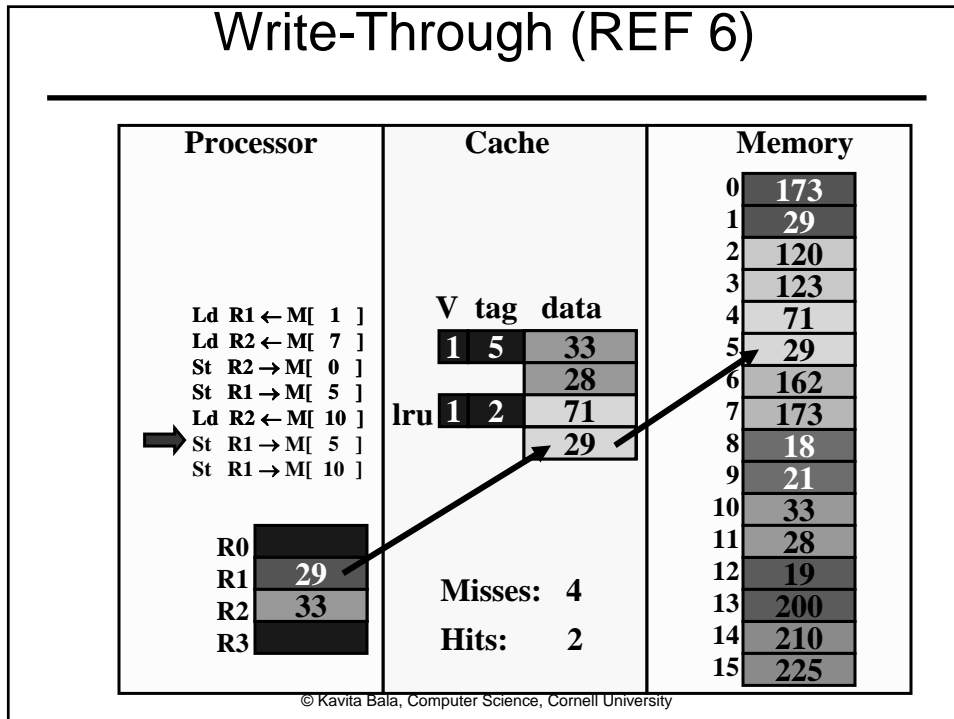 Write-Through (REF 6)
Processor
Ld R1 ← M[ 1 ]
Ld R2 ← M[ 7 ]
St R2 → M[ 0 ]
St R1 → M[ 5 ]
Ld R2 ← M[ 10 ]
St R1 → M[ 5 ]
St R1 → M[ 10 ]
R0
R1 29
R2 33
R3
Cache
V tag data
1 5 33
28
lru 1 2 71
29
Misses: 4
Hits: 2
Memory
0 173
1 29
2 120
3 123
4 71
5 29
6 162
7 173
8 18
9 21
10 33
11 28
12 19
13 200
14 210
15 225
© Kavita Bala, Computer Science, Cornell University